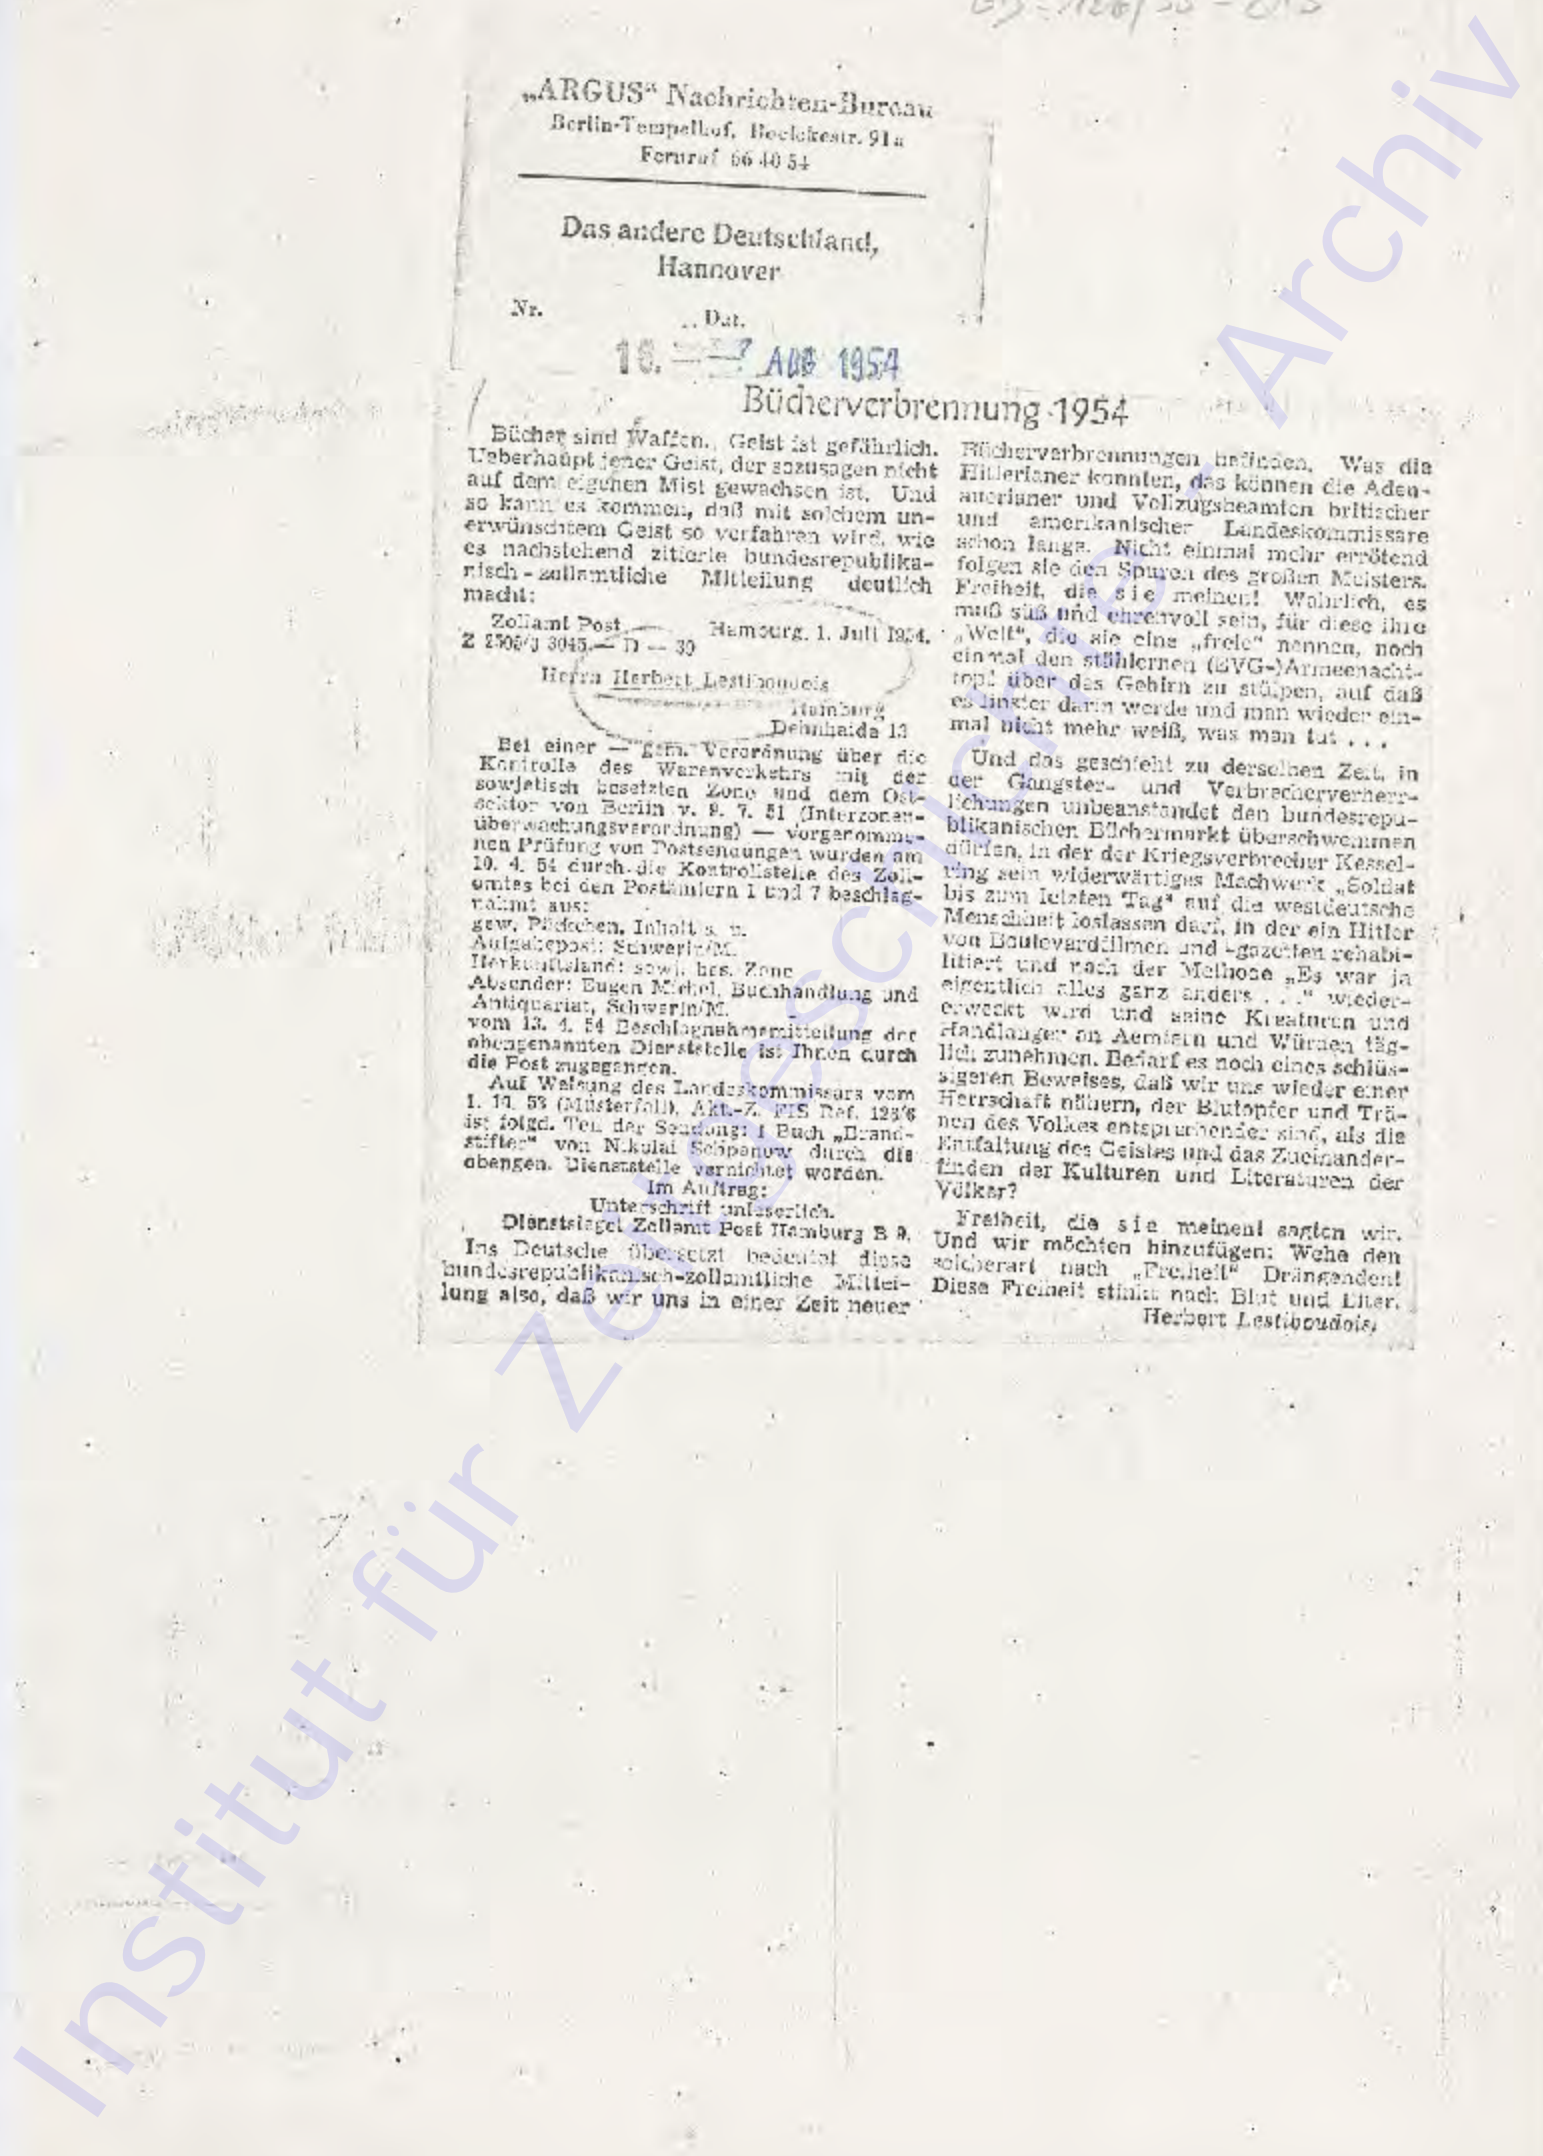 „ARGUS“ Nachrichten-Bureau
Berlin-Tempelhof, Boelckestr. 91a
Fernruf 66 40 54
Das andere Deutschland,
Hannover
Nr. Dat.
16. 7 AUG 1954
Bücherverbrennung 1954
Bücher sind Waffen. Geist ist gefährlich.
Ueberhaupt jener Geist, der sozusagen nicht
auf dem eigenen Mist gewachsen ist. Und
so kann es kommen, daß mit solchem un-
erwünschtem Geist so verfahren wird, wie
es nachstehend zitierte bundesrepublika-
nisch-zollamtliche Mitteilung deutlich
macht:
Zollamt Post Hamburg, 1. Juli 1954.
Z 2505/J 3045 — D — 39
Herrn Herbert Lestiboudois
Hamburg
Dehnhaide 13
Bei einer — gem. Verordnung über die
Kontrolle des Warenverkehrs mit der
sowjetisch besetzten Zone und dem Ost-
sektor von Berlin v. 9. 7. 51 (Interzonen-
überwachungsverordnung) — vorgenomme-
nen Prüfung von Postsendungen wurden am
10. 4. 54 durch die Kontrollstelle des Zoll-
amtes bei den Postämtern 1 und 7 beschlag-
nahmt aus:
gew. Päckchen, Inhalt s. u.
Aufgabepost: Schwerin/M.
Herkunftsland: sowj. bes. Zone
Absender: Eugen Michel, Buchhandlung und
Antiquariat, Schwerin/M.
vom 13. 4. 54 Beschlagnahmemitteilung der
obengenannten Dienststelle ist Ihnen durch
die Post zugegangen.
Auf Weisung des Landeskommissars vom
1. 10. 53 (Musterfall), Akt.-Z. PIS Ref. 123/6
ist folgd. Teil der Sendung: 1 Buch „Brand-
stifter“ von Nikolai Schpanow durch die
obengen. Dienststelle vernichtet worden.
Im Auftrag:
Unterschrift unleserlich.
Dienstsiegel Zollamt Post Hamburg B 9.
Ins Deutsche übersetzt bedeutet diese
bundesrepublikanisch-zollamtliche Mittei-
lung also, daß wir uns in einer Zeit neuer
Bücherverbrennungen befinden. Was die
Hitlerianer konnten, das können die Aden-
auerianer und Vollzugsbeamten britischer
und amerikanischer Landeskommissare
schon lange. Nicht einmal mehr errötend
folgen sie den Spuren des großen Meisters.
Freiheit, die sie meinen! Wahrlich, es
muß süß und ehrenvoll sein, für diese ihre
„Welt“, die sie eine „freie“ nennen, noch
einmal den stählernen (EVG-)Armeenacht-
topf über das Gehirn zu stülpen, auf daß
es finster darin werde und man wieder ein-
mal nicht mehr weiß, was man tut . . .
Und das geschieht zu derselben Zeit, in
der Gangster- und Verbrecherverherr-
lichungen unbeanstandet den bundesrepu-
blikanischen Büchermarkt überschwemmen
dürfen, in der der Kriegsverbrecher Kessel-
ring sein widerwärtiges Machwerk „Soldat
bis zum letzten Tag“ auf die westdeutsche
Menschheit loslassen darf, in der ein Hitler
von Boulevardfilmen und -gazetten rehabi-
litiert und nach der Methode „Es war ja
eigentlich alles ganz anders . . .“ wieder-
erweckt wird und seine Kreaturen und
Handlanger an Aemtern und Würden täg-
lich zunehmen. Bedarf es noch eines schlüs-
sigeren Beweises, daß wir uns wieder einer
Herrschaft nähern, der Blutopfer und Trä-
nen des Volkes entsprechender sind, als die
Entfaltung des Geistes und das Zueinander-
finden der Kulturen und Literaturen der
Völker?
Freiheit, die sie meinen! sagten wir.
Und wir möchten hinzufügen: Wehe den
solcherart nach „Freiheit“ Drängenden!
Diese Freiheit stinkt nach Blut und Eiter.
Herbert Lestiboudois,
Institut für Zeitgeschichte - Archiv